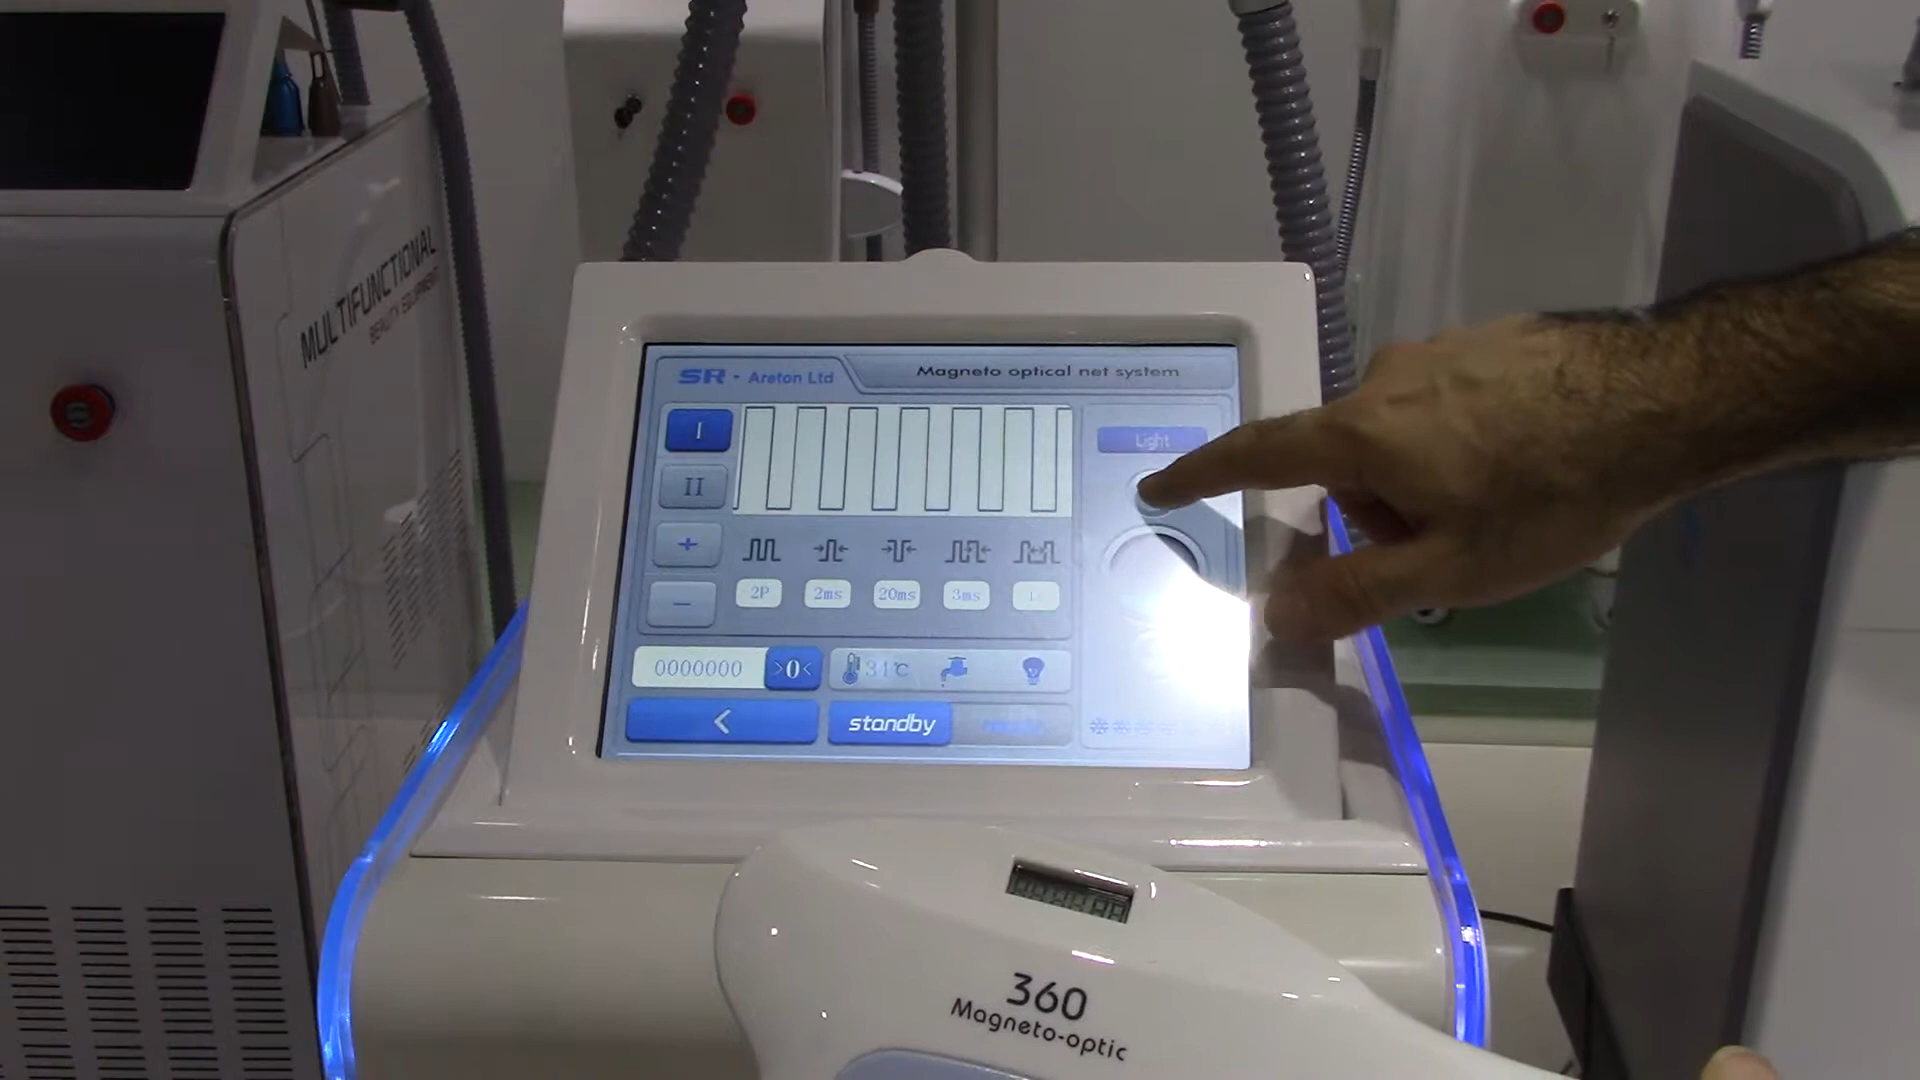 MULTIFUNCTIONAL
BEAUTY EQUIPMENT
SR - Areton Ltd
Magneto optical net system
I
Light
II
+
2P 2ms 20ms 3ms
−
0000000 >0< 34℃
< standby
360
Magneto-optic